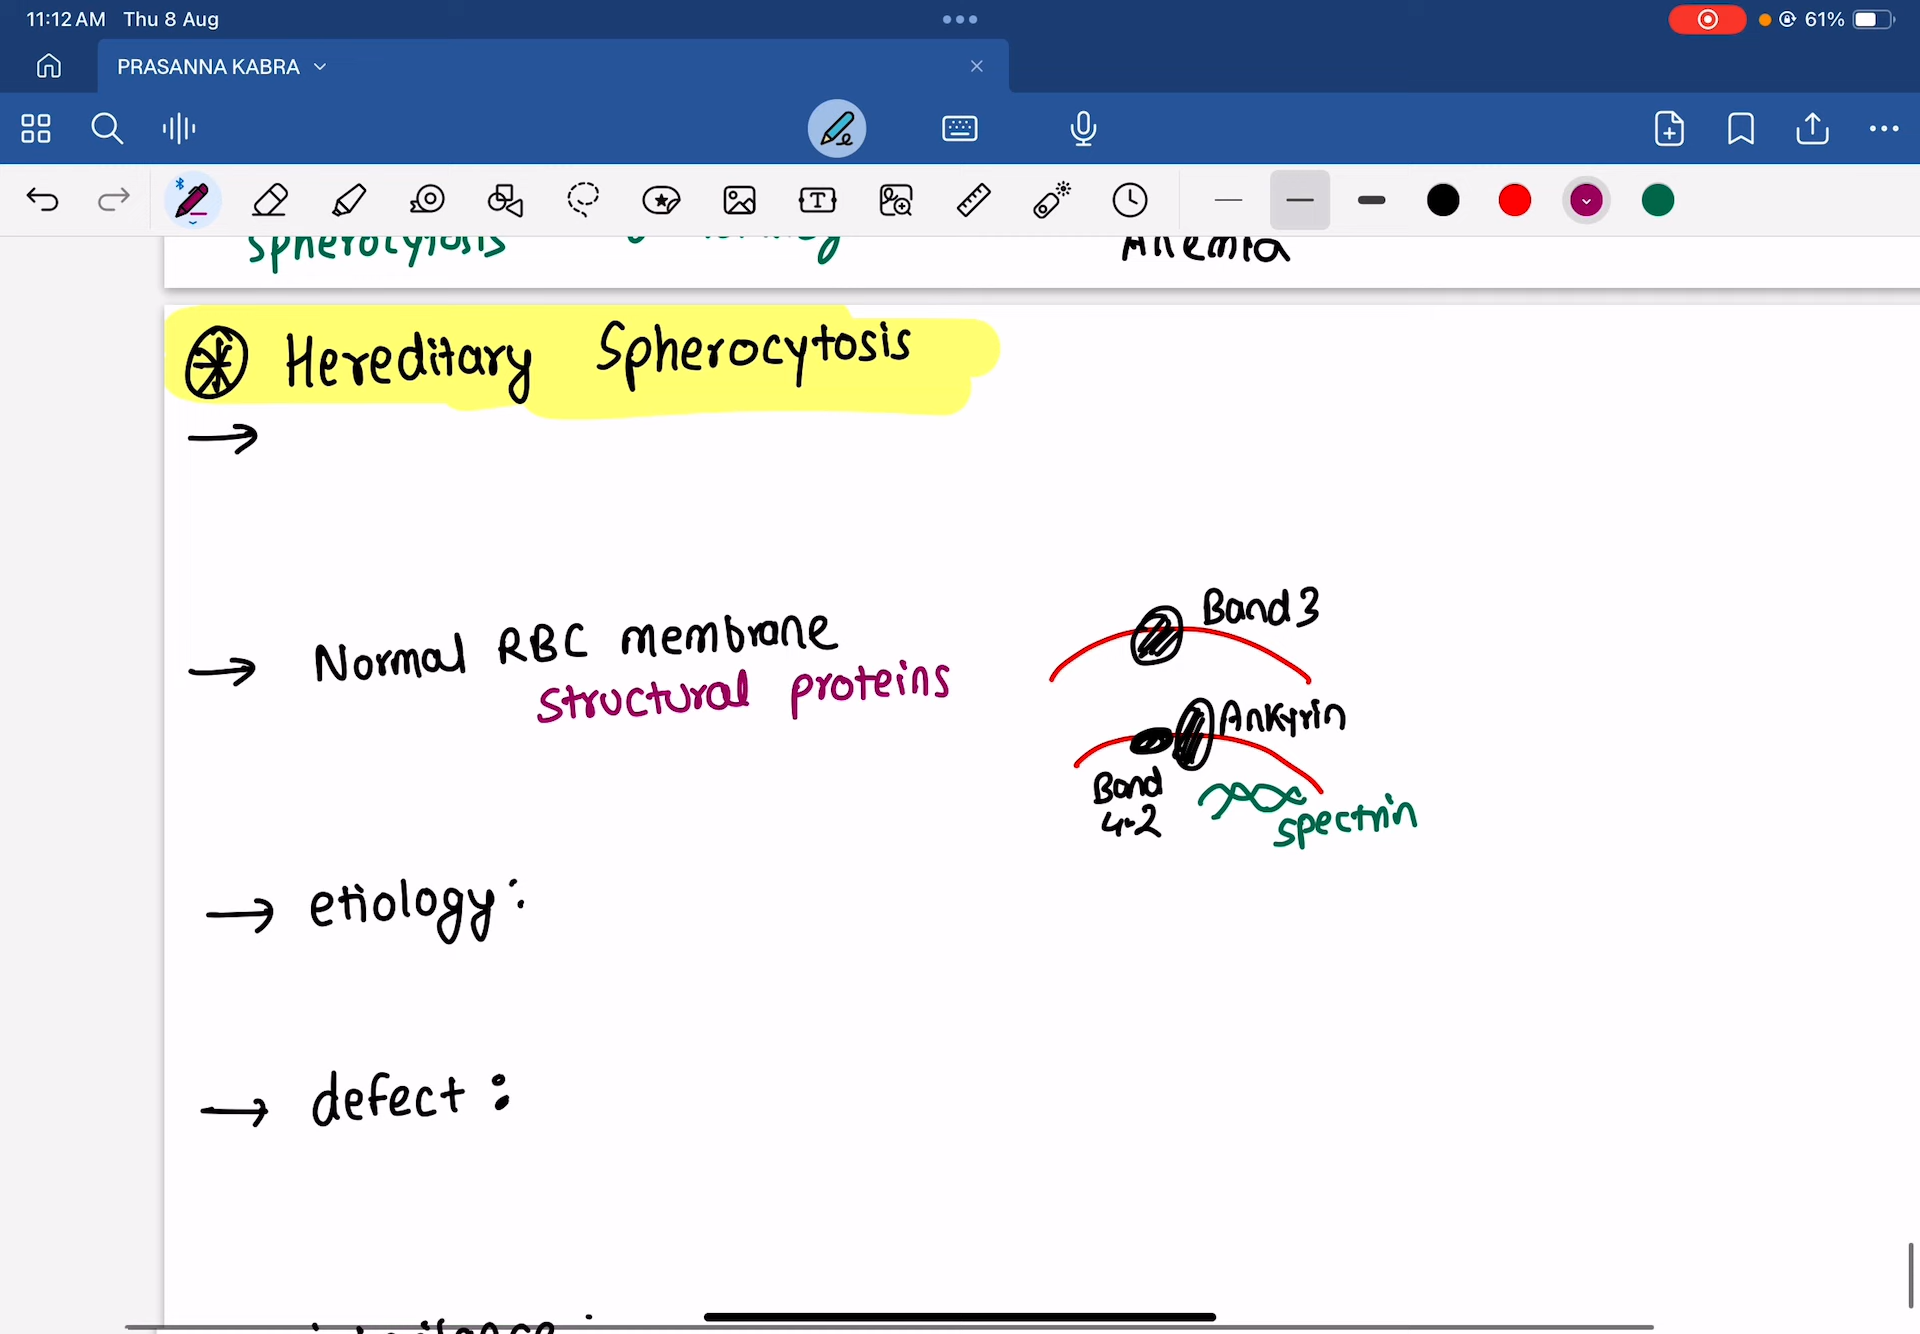 11:12 AM Thu 8 Aug
61%
PRASANNA KABRA
T
spherocytosis
Anemia
Hereditary Spherocytosis
→
→ Normal RBC membrane
structural proteins
Band 3
Ankyrin
Band
4.2
spectrin
→ etiology:
→ defect :